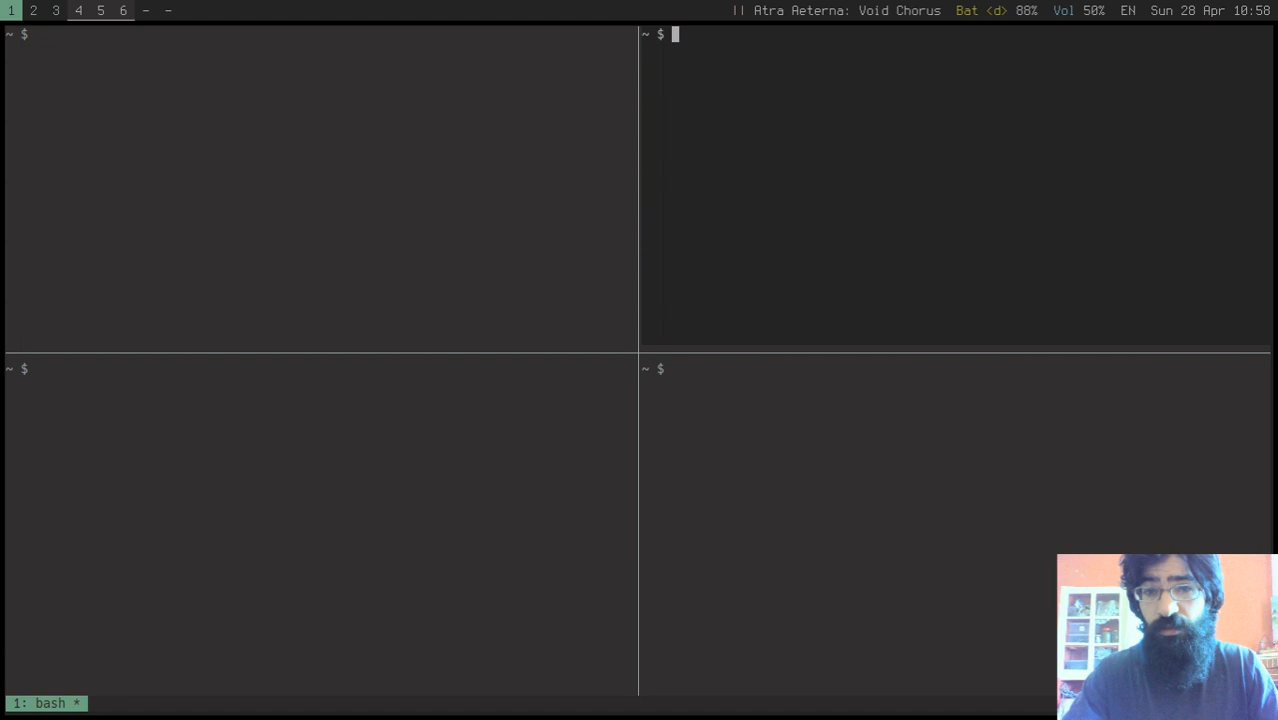 1 2 3 4 5 6 - - || Atra Aeterna: Void Chorus Bat <d> 88% Vol 50% EN Sun 28 Apr 10:58
~ $ ~ $
~ $ ~ $
1: bash *